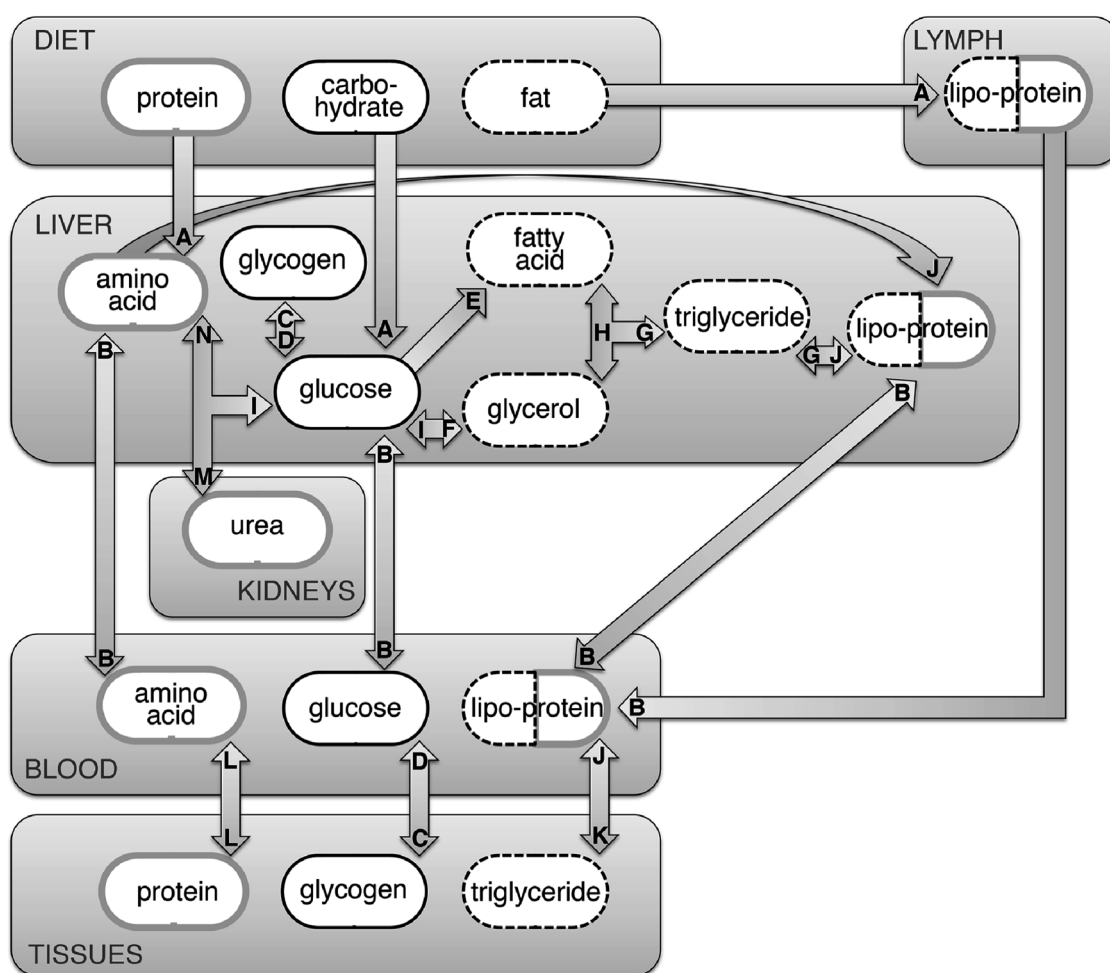 DIET
protein
carbo-
hydrate
fat
A
LYMPH
lipo-protein
LIVER
A
amino
acid
glycogen
C
D
A
glucose
E
fatty
acid
H
G
triglyceride
G J
J
lipo-protein
I F
glycerol
B
N
I
M
B
B
urea
KIDNEYS
B
B
B
B
amino
acid
glucose
lipo-protein
BLOOD
L
D
J
L
C
K
protein
glycogen
triglyceride
TISSUES